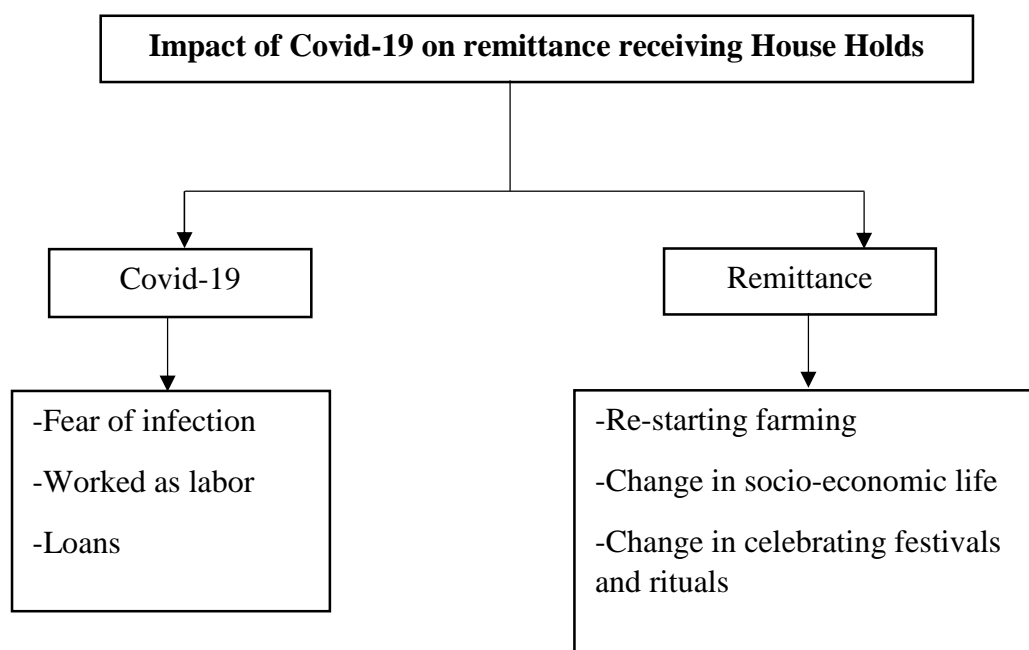 Impact of Covid-19 on remittance receiving House Holds
Covid-19
Remittance
-Fear of infection
-Worked as labor
-Loans
-Re-starting farming
-Change in socio-economic life
-Change in celebrating festivals
and rituals